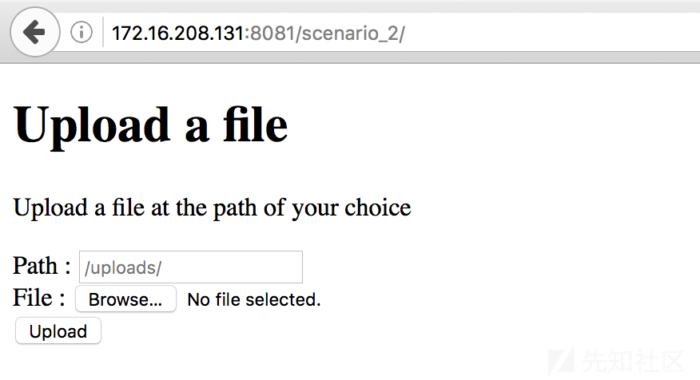 172.16.208.131:8081/scenario_2/
Upload a file
Upload a file at the path of your choice
Path : /uploads/
File : Browse... No file selected.
Upload
先知社区